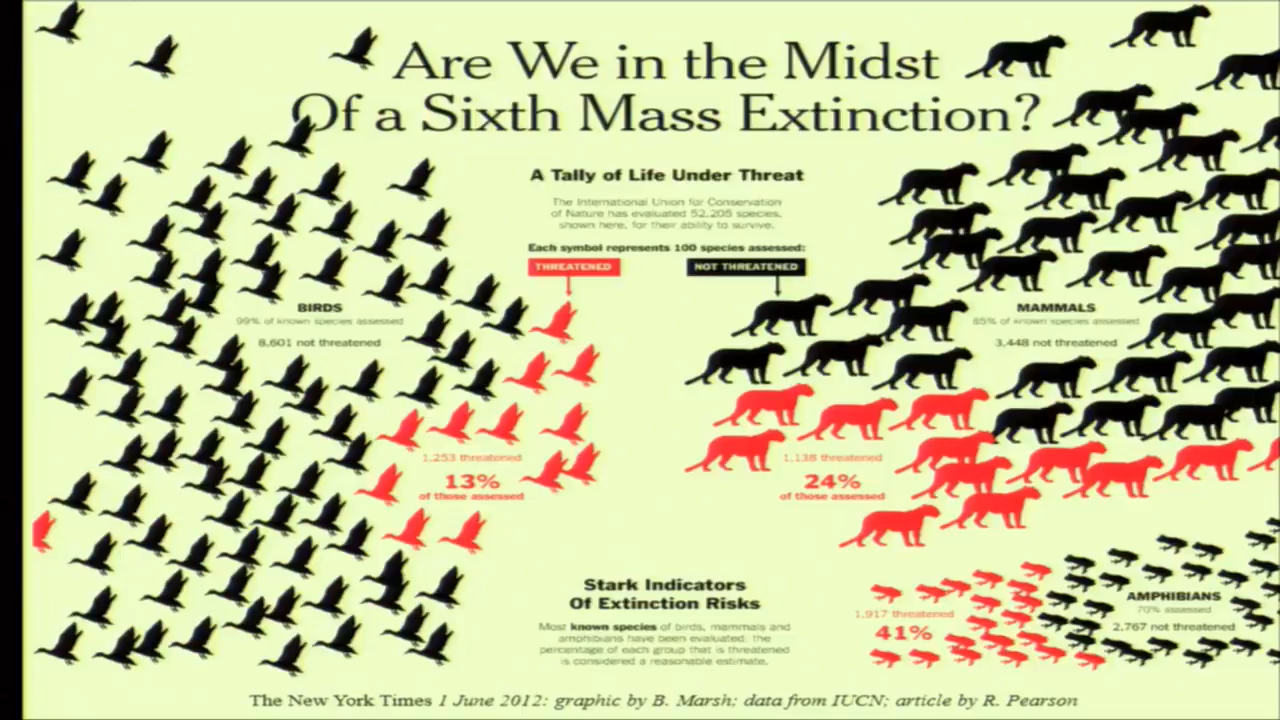 Are We in the Midst
Of a Sixth Mass Extinction?
A Tally of Life Under Threat
The International Union for Conservation
of Nature has evaluated 52,205 species,
shown here, for their ability to survive.
Each symbol represents 100 species assessed:
THREATENED
NOT THREATENED
BIRDS
99% of known species assessed
8,601 not threatened
MAMMALS
85% of known species assessed
3,448 not threatened
1,253 threatened
13%
of those assessed
1,138 threatened
24%
of those assessed
Stark Indicators
Of Extinction Risks
Most known species of birds, mammals and
amphibians have been evaluated; the
percentage of each group that is threatened
is considered a reasonable estimate.
1,917 threatened
41%
AMPHIBIANS
70% assessed
2,767 not threatened
The New York Times 1 June 2012: graphic by B. Marsh; data from IUCN; article by R. Pearson